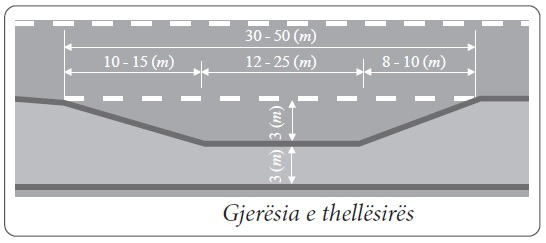 30 - 50 (m)
10 - 15 (m) 12 - 25 (m) 8 - 10 (m)
3 (m)
3 (m)
Gjerësia e thellësirës